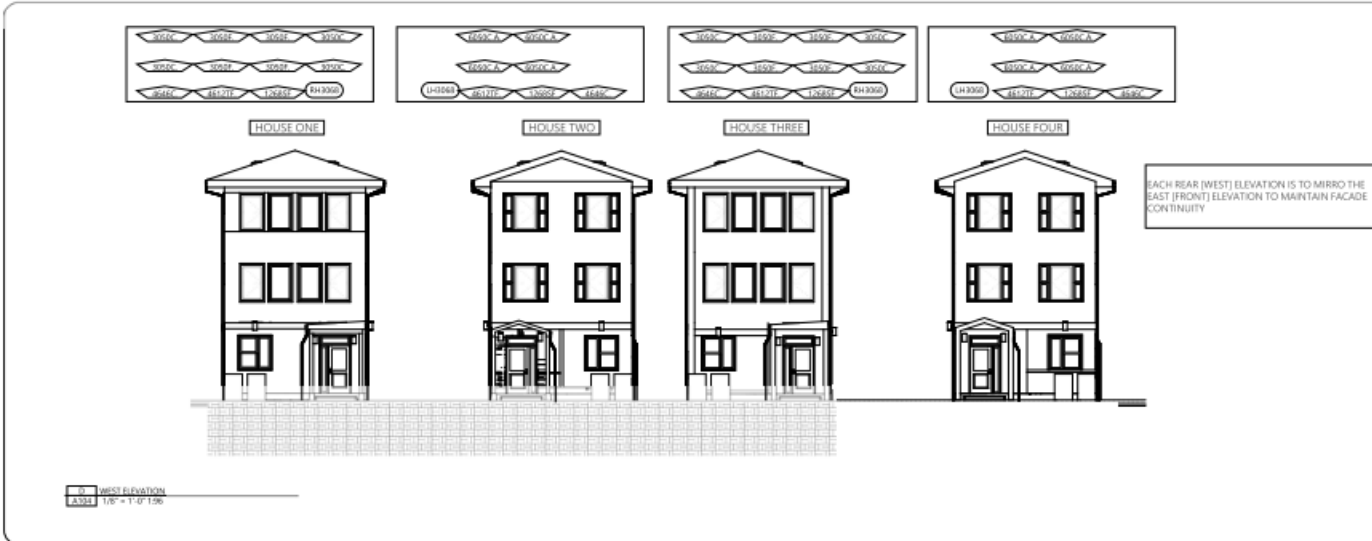 3050C 3050F 3050F 3050C
3050C 3050F 3050F 3050C
4646C 4612TF 1268SF RH3068
6050C A 6050C A
6050C A 6050C A
LH3068 4612TF 1268SF 4646C
3050C 3050F 3050F 3050C
3050C 3050F 3050F 3050C
4646C 4612TF 1268SF RH3068
6050C A 6050C A
6050C A 6050C A
LH3068 4612TF 1268SF 4646C
HOUSE ONE
HOUSE TWO
HOUSE THREE
HOUSE FOUR
EACH REAR [WEST] ELEVATION IS TO MIRRO THE
EAST [FRONT] ELEVATION TO MAINTAIN FACADE
CONTINUITY
D WEST ELEVATION
A104 1/8" = 1'-0" 1:96